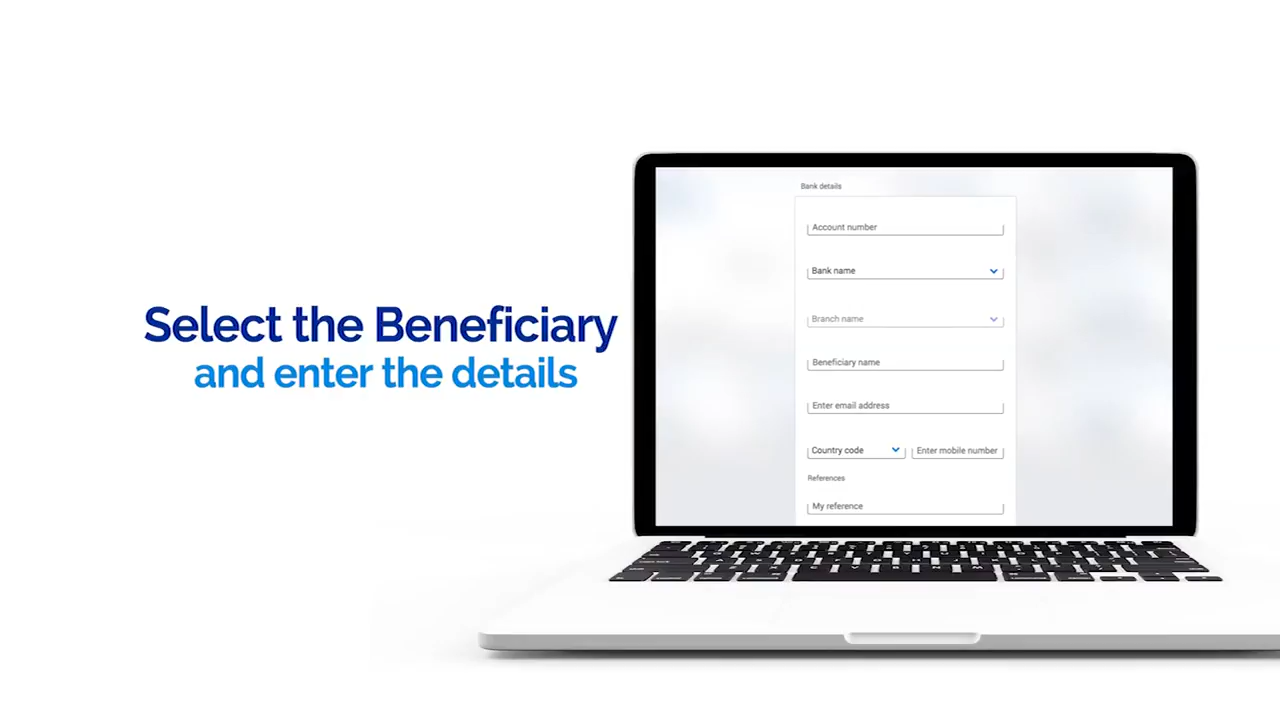 Select the Beneficiary
and enter the details
Bank details
Account number
Bank name
Branch name
Beneficiary name
Enter email address
Country code
Enter mobile number
References
My reference